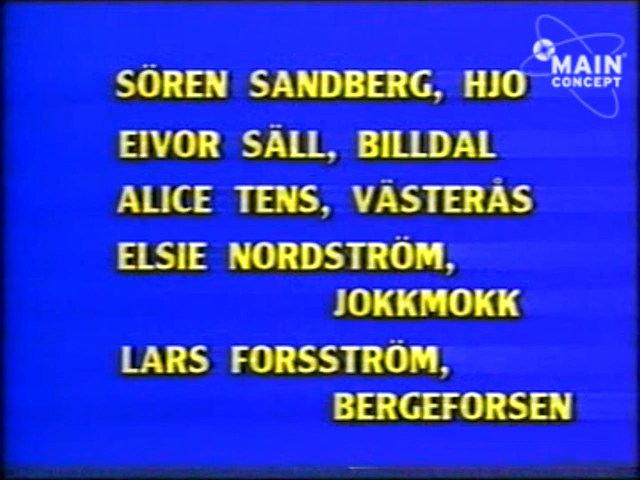 MAIN
CONCEPT
SÖREN SANDBERG, HJO
EIVOR SÄLL, BILLDAL
ALICE TENS, VÄSTERÅS
ELSIE NORDSTRÖM,
JOKKMOKK
LARS FORSSTRÖM,
BERGEFORSEN